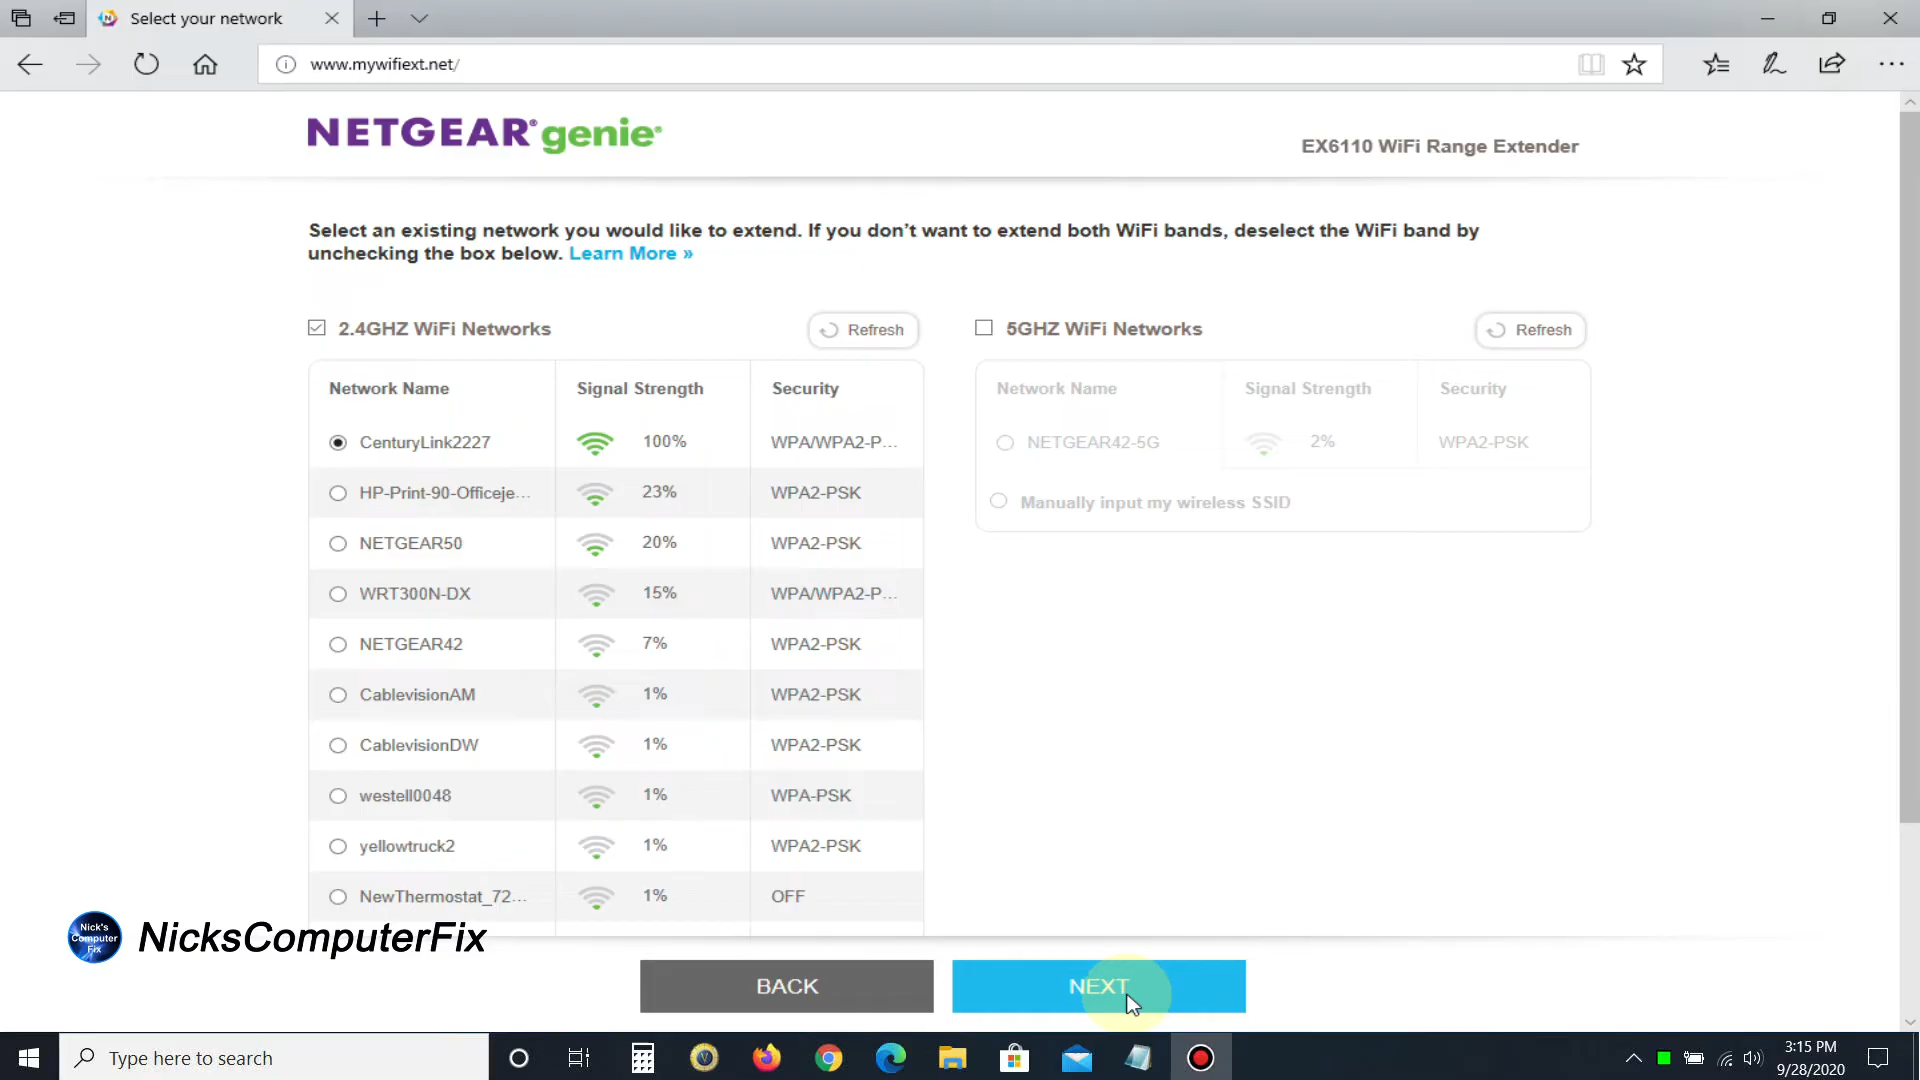 Select your network
www.mywifiext.net/
NETGEAR® genie®
EX6110 WiFi Range Extender
Select an existing network you would like to extend. If you don’t want to extend both WiFi bands, deselect the WiFi band by
unchecking the box below. Learn More »
2.4GHZ WiFi Networks
Refresh
Network Name Signal Strength Security
CenturyLink2227 100% WPA/WPA2-P...
HP-Print-90-Officeje... 23% WPA2-PSK
NETGEAR50 20% WPA2-PSK
WRT300N-DX 15% WPA/WPA2-P...
NETGEAR42 7% WPA2-PSK
CablevisionAM 1% WPA2-PSK
CablevisionDW 1% WPA2-PSK
westell0048 1% WPA-PSK
yellowtruck2 1% WPA2-PSK
NewThermostat_72... 1% OFF
5GHZ WiFi Networks
Refresh
Network Name Signal Strength Security
NETGEAR42-5G 2% WPA2-PSK
Manually input my wireless SSID
Nick's
Computer
Fix
NicksComputerFix
BACK
NEXT
Type here to search
3:15 PM
9/28/2020